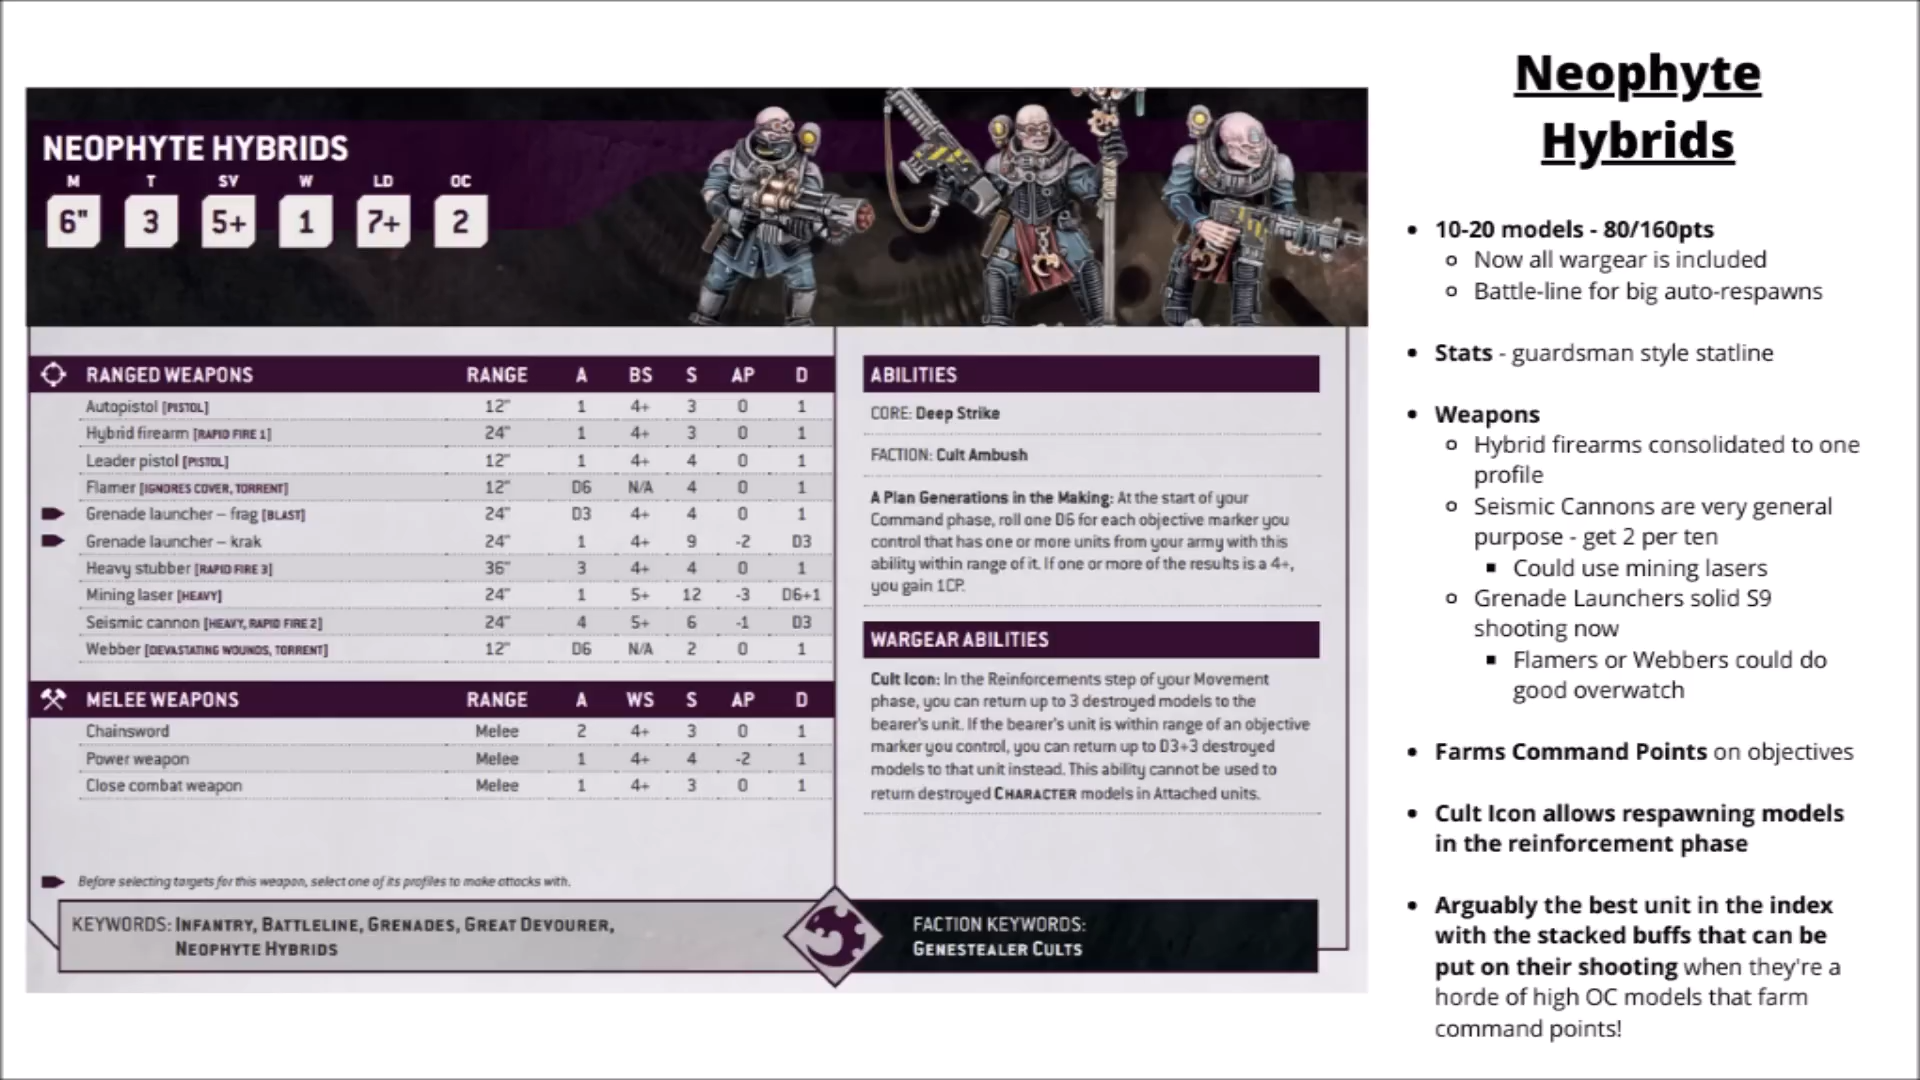 NEOPHYTE HYBRIDS
M T SV W LD OC
6" 3 5+ 1 7+ 2
RANGED WEAPONS RANGE A BS S AP D
Autopistol [PISTOL] 12" 1 4+ 3 0 1
Hybrid firearm [RAPID FIRE 1] 24" 1 4+ 3 0 1
Leader pistol [PISTOL] 12" 1 4+ 4 0 1
Flamer [IGNORES COVER, TORRENT] 12" D6 N/A 4 0 1
Grenade launcher – frag [BLAST] 24" D3 4+ 4 0 1
Grenade launcher – krak 24" 1 4+ 9 -2 D3
Heavy stubber [RAPID FIRE 3] 36" 3 4+ 4 0 1
Mining laser [HEAVY] 24" 1 5+ 12 -3 D6+1
Seismic cannon [HEAVY, RAPID FIRE 2] 24" 4 5+ 6 -1 D3
Webber [DEVASTATING WOUNDS, TORRENT] 12" D6 N/A 2 0 1
MELEE WEAPONS RANGE A WS S AP D
Chainsword Melee 2 4+ 3 0 1
Power weapon Melee 1 4+ 4 -2 1
Close combat weapon Melee 1 4+ 3 0 1
Before selecting targets for this weapon, select one of its profiles to make attacks with.
KEYWORDS: INFANTRY, BATTLELINE, GRENADES, GREAT DEVOURER,
NEOPHYTE HYBRIDS
ABILITIES
CORE: Deep Strike
FACTION: Cult Ambush
A Plan Generations in the Making: At the start of your
Command phase, roll one D6 for each objective marker you
control that has one or more units from your army with this
ability within range of it. If one or more of the results is a 4+,
you gain 1CP.
WARGEAR ABILITIES
Cult Icon: In the Reinforcements step of your Movement
phase, you can return up to 3 destroyed models to the
bearer's unit. If the bearer's unit is within range of an objective
marker you control, you can return up to D3+3 destroyed
models to that unit instead. This ability cannot be used to
return destroyed CHARACTER models in Attached units.
FACTION KEYWORDS:
GENESTEALER CULTS
Neophyte
Hybrids
• 10-20 models - 80/160pts
○ Now all wargear is included
○ Battle-line for big auto-respawns
• Stats - guardsman style statline
• Weapons
○ Hybrid firearms consolidated to one
profile
○ Seismic Cannons are very general
purpose - get 2 per ten
▪ Could use mining lasers
○ Grenade Launchers solid S9
shooting now
▪ Flamers or Webbers could do
good overwatch
• Farms Command Points on objectives
• Cult Icon allows respawning models
in the reinforcement phase
• Arguably the best unit in the index
with the stacked buffs that can be
put on their shooting when they're a
horde of high OC models that farm
command points!